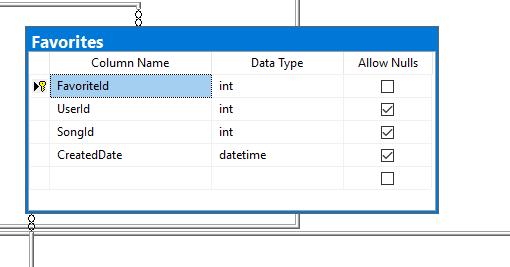 Favorites
Column Name Data Type Allow Nulls
FavoriteId int
UserId int
SongId int
CreatedDate datetime